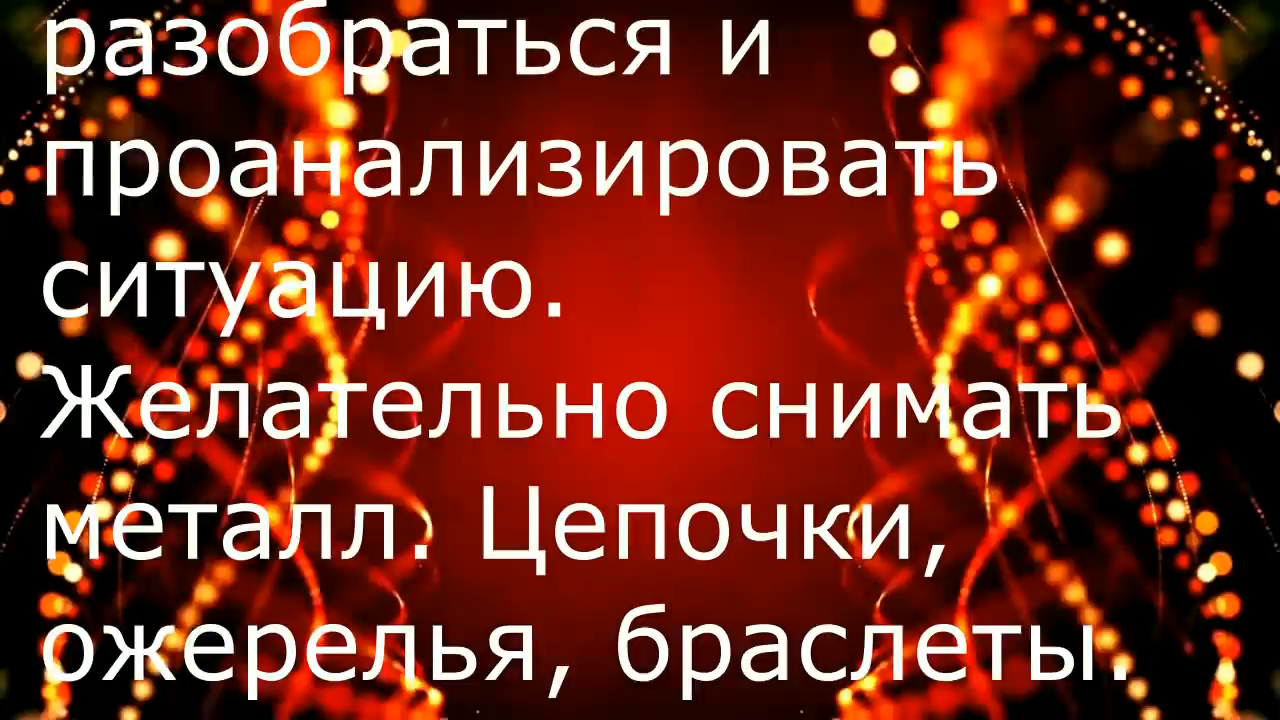 разобраться и
проанализировать
ситуацию.
Желательно снимать
металл. Цепочки,
ожерелья, браслеты.